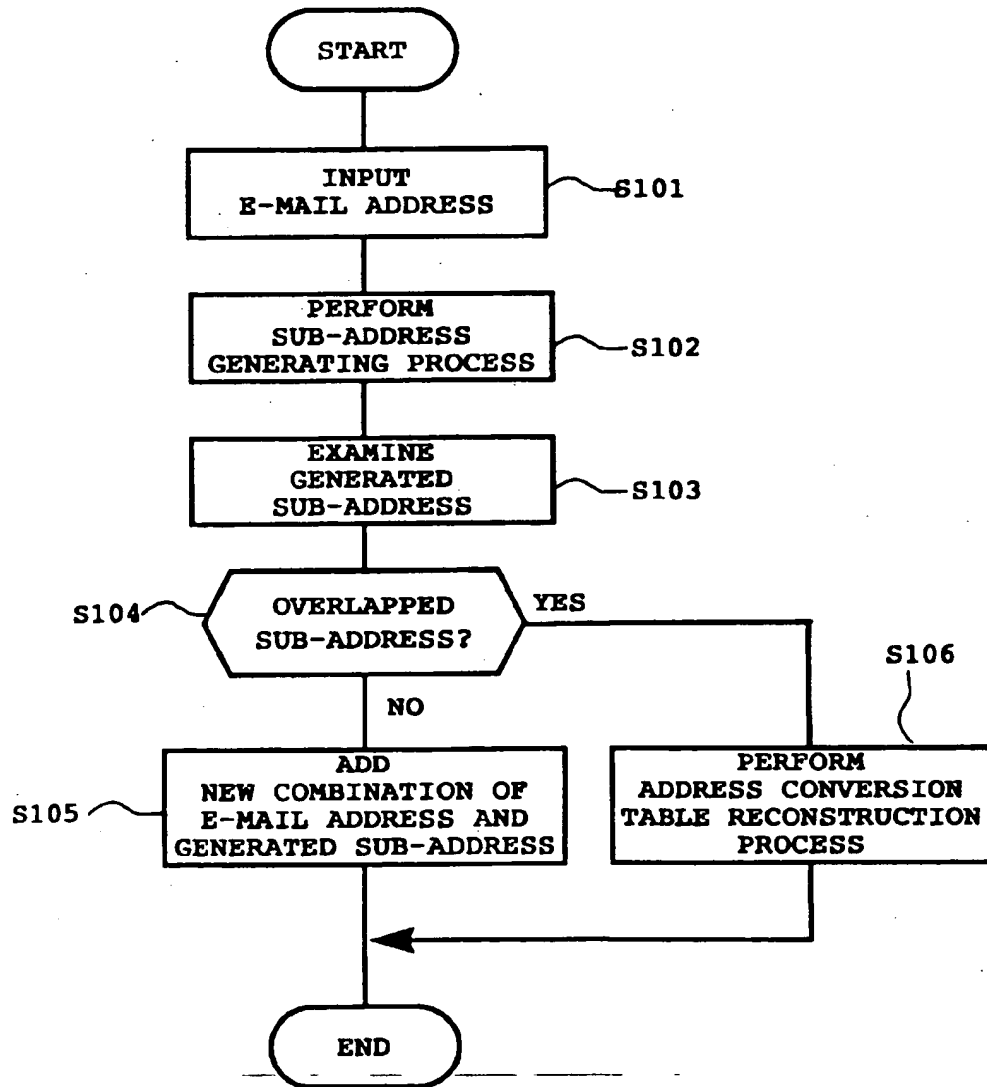 START
INPUT
E-MAIL ADDRESS
S101
PERFORM
SUB-ADDRESS
GENERATING PROCESS
S102
EXAMINE
GENERATED
SUB-ADDRESS
S103
S104
OVERLAPPED
SUB-ADDRESS?
YES
NO
S106
S105
ADD
NEW COMBINATION OF
E-MAIL ADDRESS AND
GENERATED SUB-ADDRESS
PERFORM
ADDRESS CONVERSION
TABLE RECONSTRUCTION
PROCESS
END